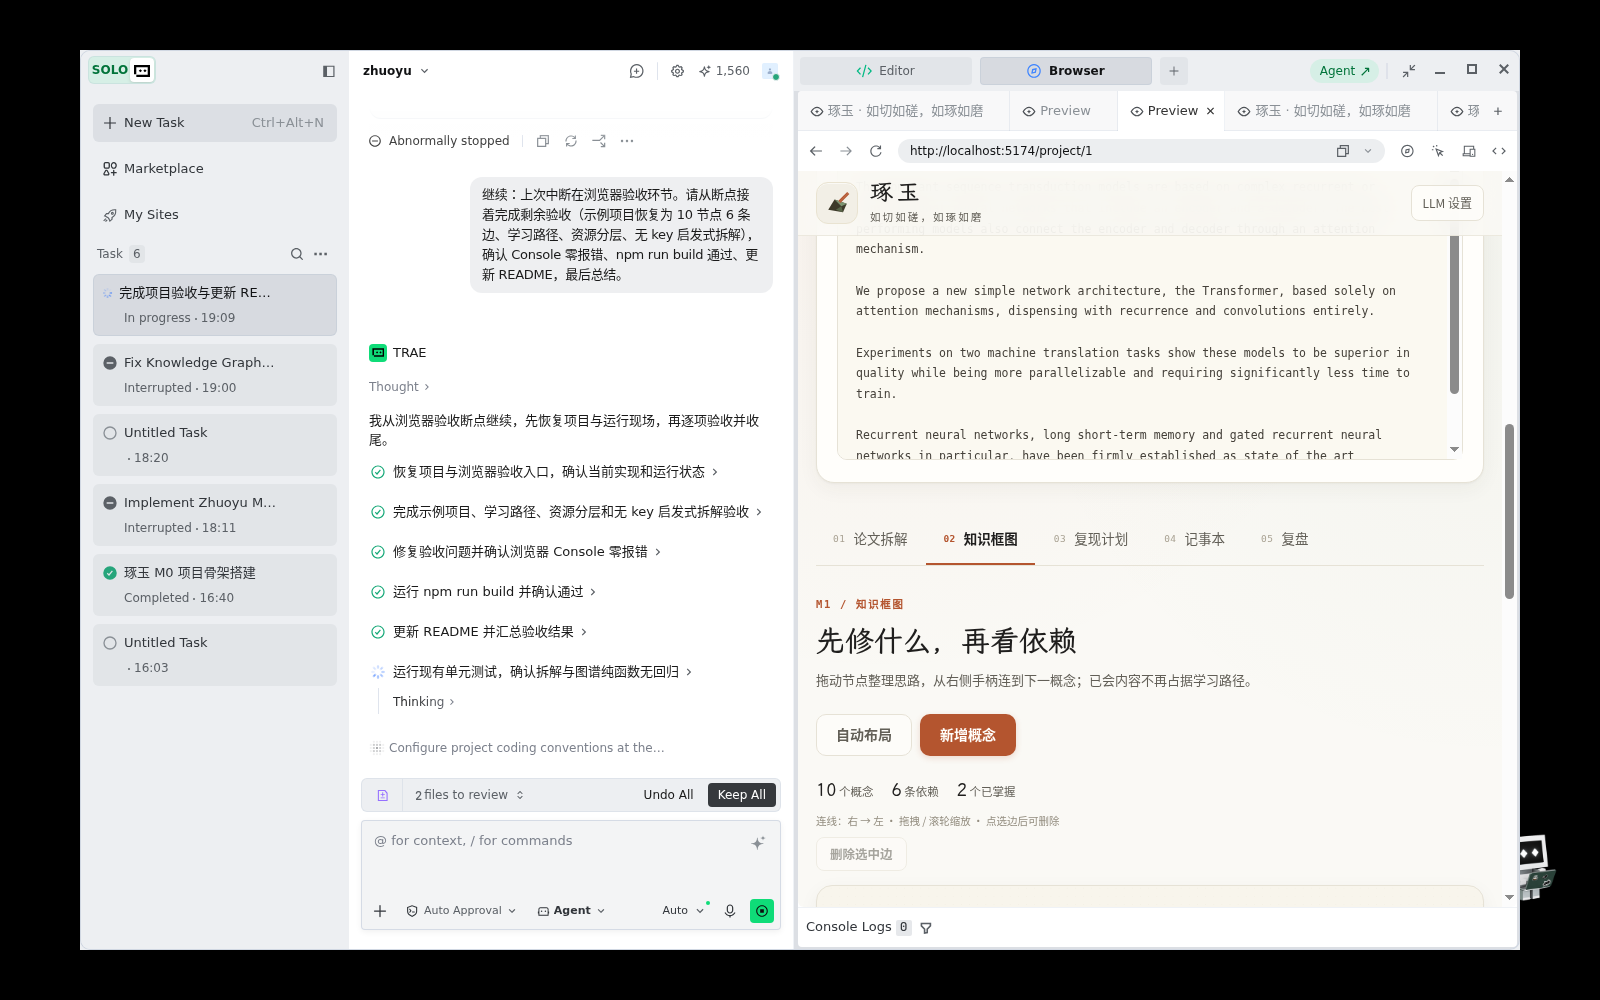 SOLO
New Task Ctrl+Alt+N
Marketplace
My Sites
Task 6
完成项目验收与更新 RE…
In progress · 19:09
Fix Knowledge Graph…
Interrupted · 19:00
Untitled Task
· 18:20
Implement Zhuoyu M…
Interrupted · 18:11
琢玉 M0 项目骨架搭建
Completed · 16:40
Untitled Task
· 16:03
zhuoyu
1,560
Abnormally stopped
继续：上次中断在浏览器验收环节。请从断点接
着完成剩余验收（示例项目恢复为 10 节点 6 条
边、学习路径、资源分层、无 key 启发式拆解），
确认 Console 零报错、npm run build 通过、更
新 README，最后总结。
TRAE
Thought
我从浏览器验收断点继续，先恢复项目与运行现场，再逐项验收并收
尾。
恢复项目与浏览器验收入口，确认当前实现和运行状态
完成示例项目、学习路径、资源分层和无 key 启发式拆解验收
修复验收问题并确认浏览器 Console 零报错
运行 npm run build 并确认通过
更新 README 并汇总验收结果
运行现有单元测试，确认拆解与图谱纯函数无回归
Thinking
Configure project coding conventions at the…
2 files to review Undo All Keep All
@ for context, / for commands
Auto Approval Agent Auto
Editor Browser Agent
琢玉 · 如切如磋，如琢如磨 Preview Preview 琢玉 · 如切如磋，如琢如磨 琢
http://localhost:5174/project/1
琢玉
如切如磋，如琢如磨
LLM 设置
performing models also connect the encoder and decoder through an attention
mechanism.
We propose a new simple network architecture, the Transformer, based solely on
attention mechanisms, dispensing with recurrence and convolutions entirely.
Experiments on two machine translation tasks show these models to be superior in
quality while being more parallelizable and requiring significantly less time to
train.
Recurrent neural networks, long short-term memory and gated recurrent neural
networks in particular, have been firmly established as state of the art
01 论文拆解 02 知识框图 03 复现计划 04 记事本 05 复盘
M1 / 知识框图
先修什么，再看依赖
拖动节点整理思路，从右侧手柄连到下一概念；已会内容不再占据学习路径。
自动布局 新增概念
10 个概念 6 条依赖 2 个已掌握
连线：右 → 左 · 拖拽 / 滚轮缩放 · 点选边后可删除
删除选中边
Console Logs 0